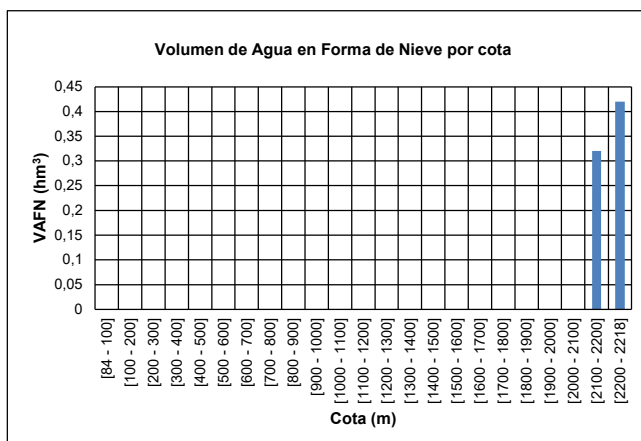 Volumen de Agua en Forma de Nieve por cota
VAFN (hm³)
0,45
0,4
0,35
0,3
0,25
0,2
0,15
0,1
0,05
0
[84 - 100]
[100 - 200]
[200 - 300]
[300 - 400]
[400 - 500]
[500 - 600]
[600 - 700]
[700 - 800]
[800 - 900]
[900 - 1000]
[1000 - 1100]
[1100 - 1200]
[1200 - 1300]
[1300 - 1400]
[1400 - 1500]
[1500 - 1600]
[1600 - 1700]
[1700 - 1800]
[1800 - 1900]
[1900 - 2000]
[2000 - 2100]
[2100 - 2200]
[2200 - 2218]
Cota (m)